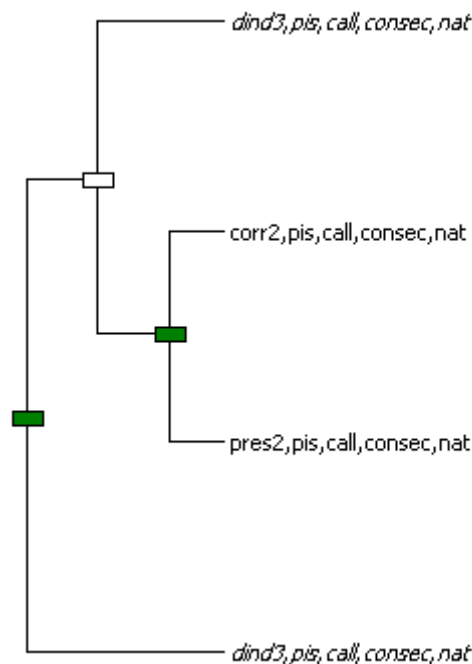 dind3,pis,call,consec,nat
corr2,pis,call,consec,nat
pres2,pis,call,consec,nat
dind3,pis,call,consec,nat